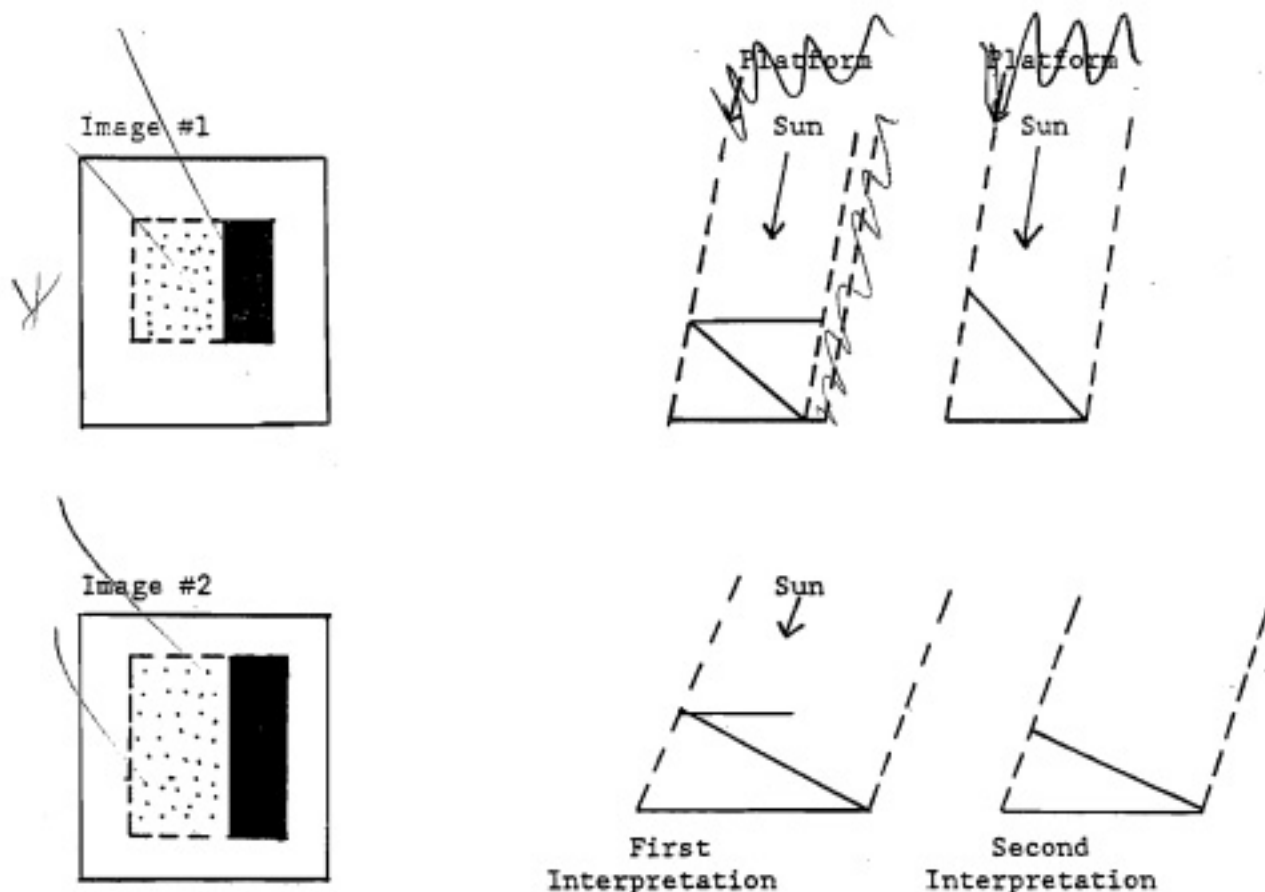 Platform Platform
Image #1 Sun Sun
Image #2 Sun
First Second
Interpretation Interpretation